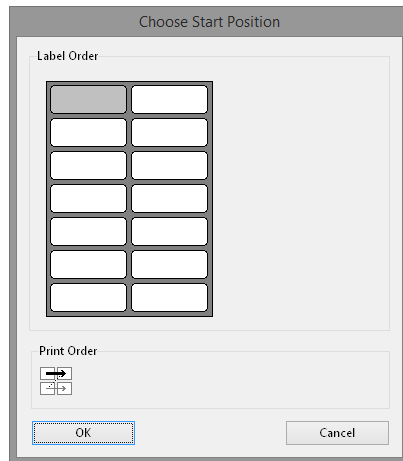 Choose Start Position
Label Order
Print Order
OK
Cancel